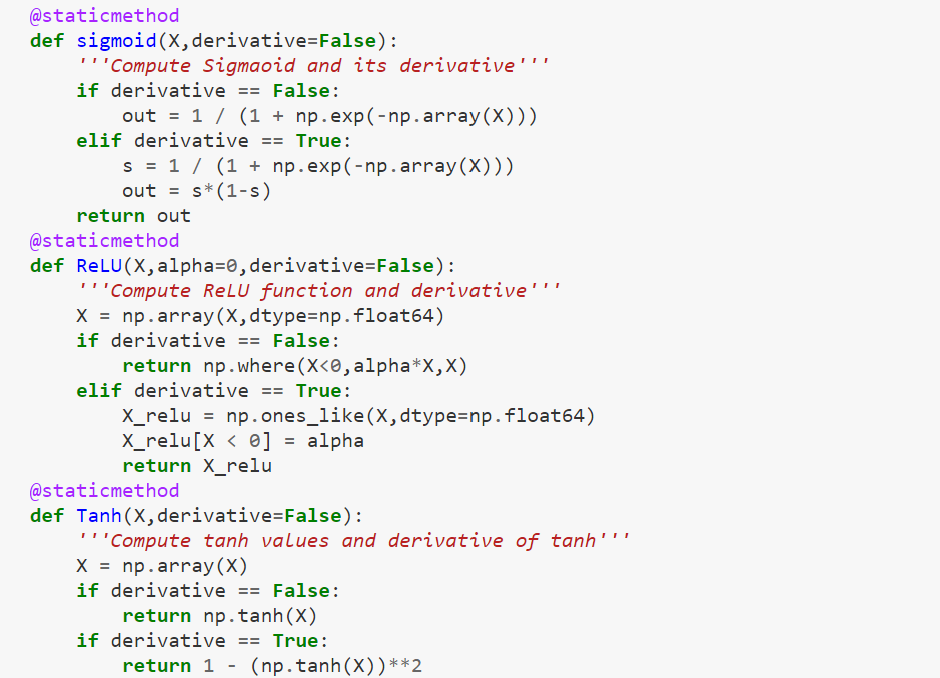 @staticmethod
def sigmoid(X,derivative=False):
    '''Compute Sigmaoid and its derivative'''
    if derivative == False:
        out = 1 / (1 + np.exp(-np.array(X)))
    elif derivative == True:
        s = 1 / (1 + np.exp(-np.array(X)))
        out = s*(1-s)
    return out
@staticmethod
def ReLU(X,alpha=0,derivative=False):
    '''Compute ReLU function and derivative'''
    X = np.array(X,dtype=np.float64)
    if derivative == False:
        return np.where(X<0,alpha*X,X)
    elif derivative == True:
        X_relu = np.ones_like(X,dtype=np.float64)
        X_relu[X < 0] = alpha
        return X_relu
@staticmethod
def Tanh(X,derivative=False):
    '''Compute tanh values and derivative of tanh'''
    X = np.array(X)
    if derivative == False:
        return np.tanh(X)
    if derivative == True:
        return 1 - (np.tanh(X))**2